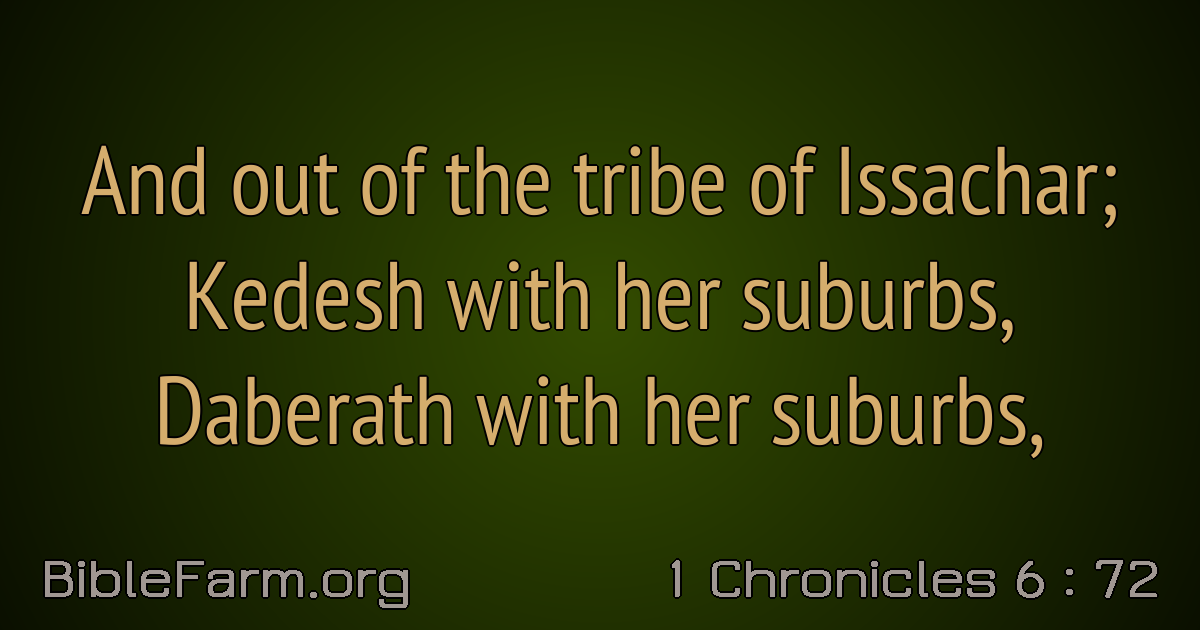 And out of the tribe of Issachar;
Kedesh with her suburbs,
Daberath with her suburbs,
BibleFarm.org
1 Chronicles 6 : 72